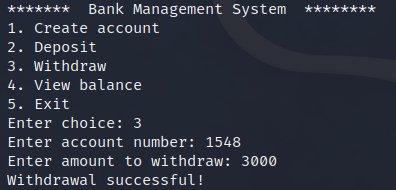 *******  Bank Management System  ********
1. Create account
2. Deposit
3. Withdraw
4. View balance
5. Exit
Enter choice: 3
Enter account number: 1548
Enter amount to withdraw: 3000
Withdrawal successful!